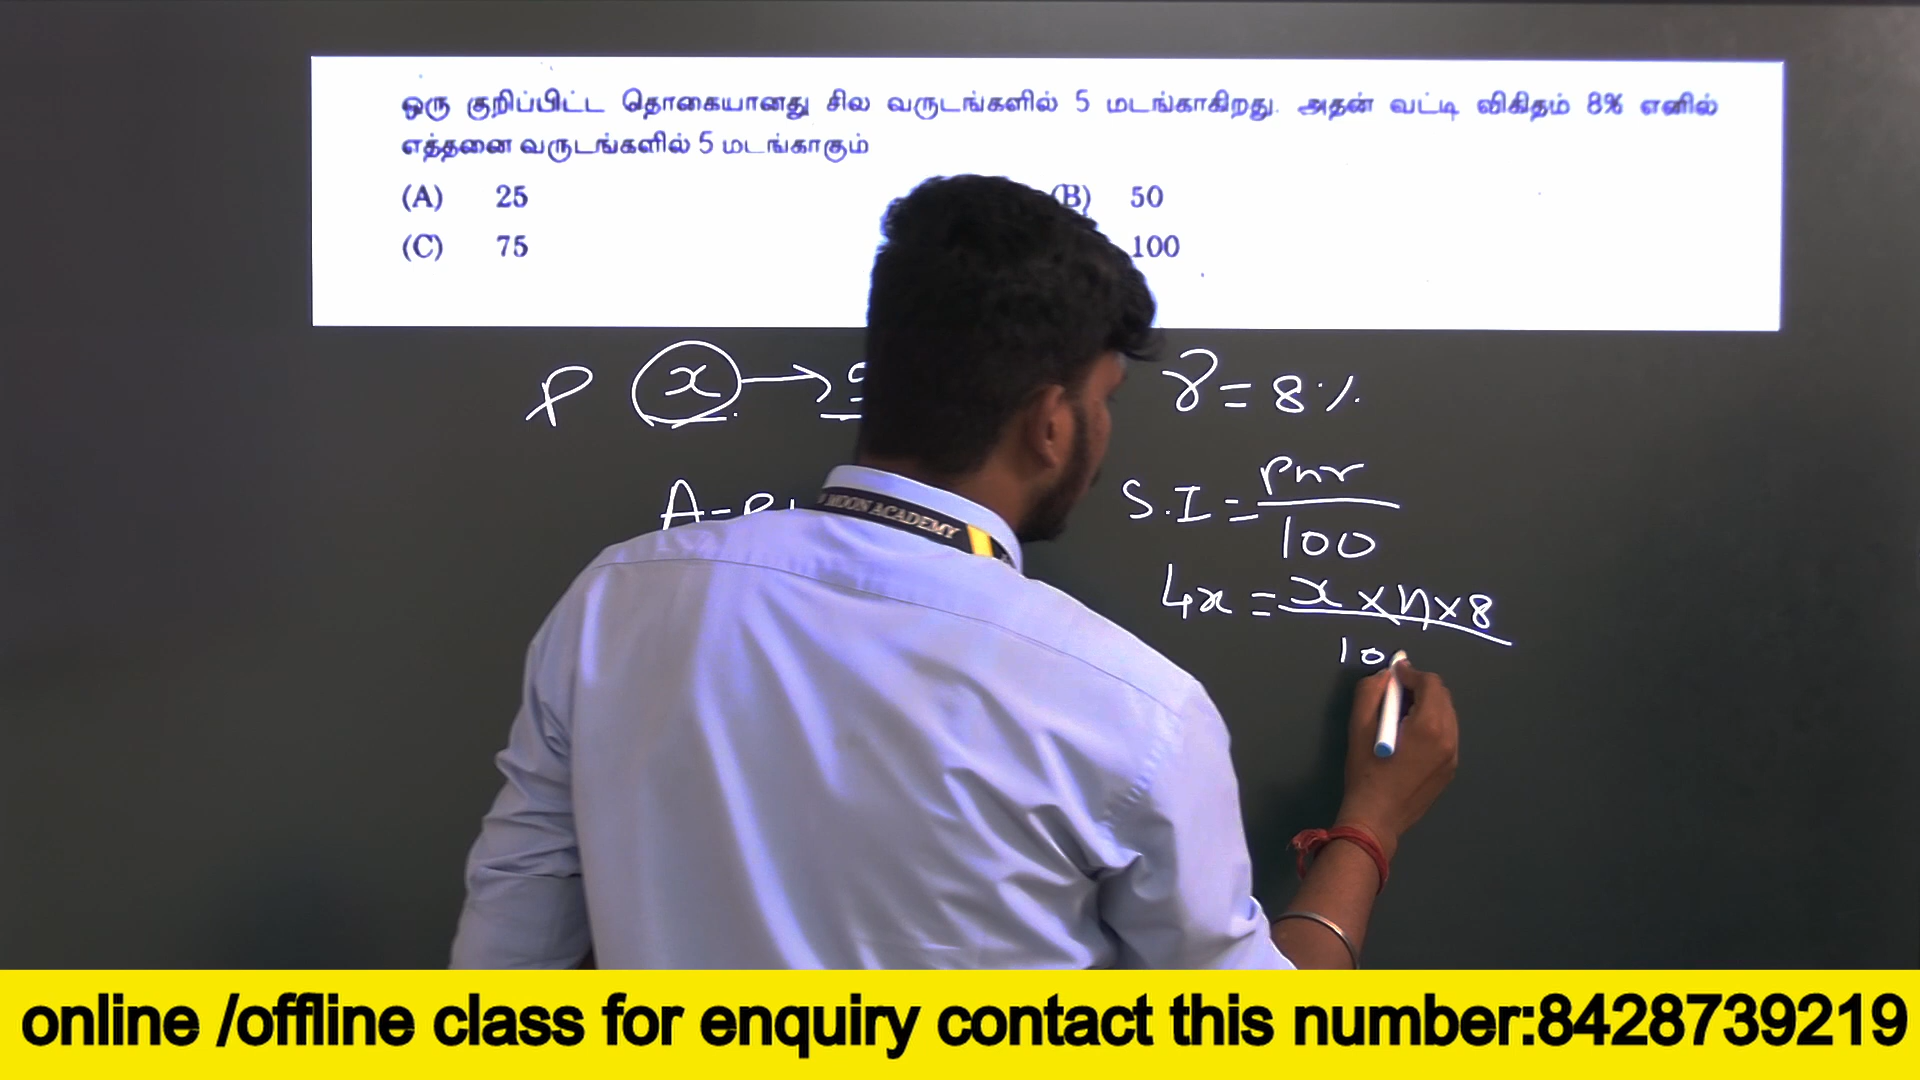 ஒரு குறிப்பிட்ட தொகையானது சில வருடங்களில் 5 மடங்காகிறது. அதன் வட்டி விகிதம் 8% எனில்
எத்தனை வருடங்களில் 5 மடங்காகும்
(A) 25 (B) 50
(C) 75 100
P x → r = 8%
A = P S.I = pnr
100
4x = x × n × 8
10
MOON ACADEMY
online /offline class for enquiry contact this number:8428739219